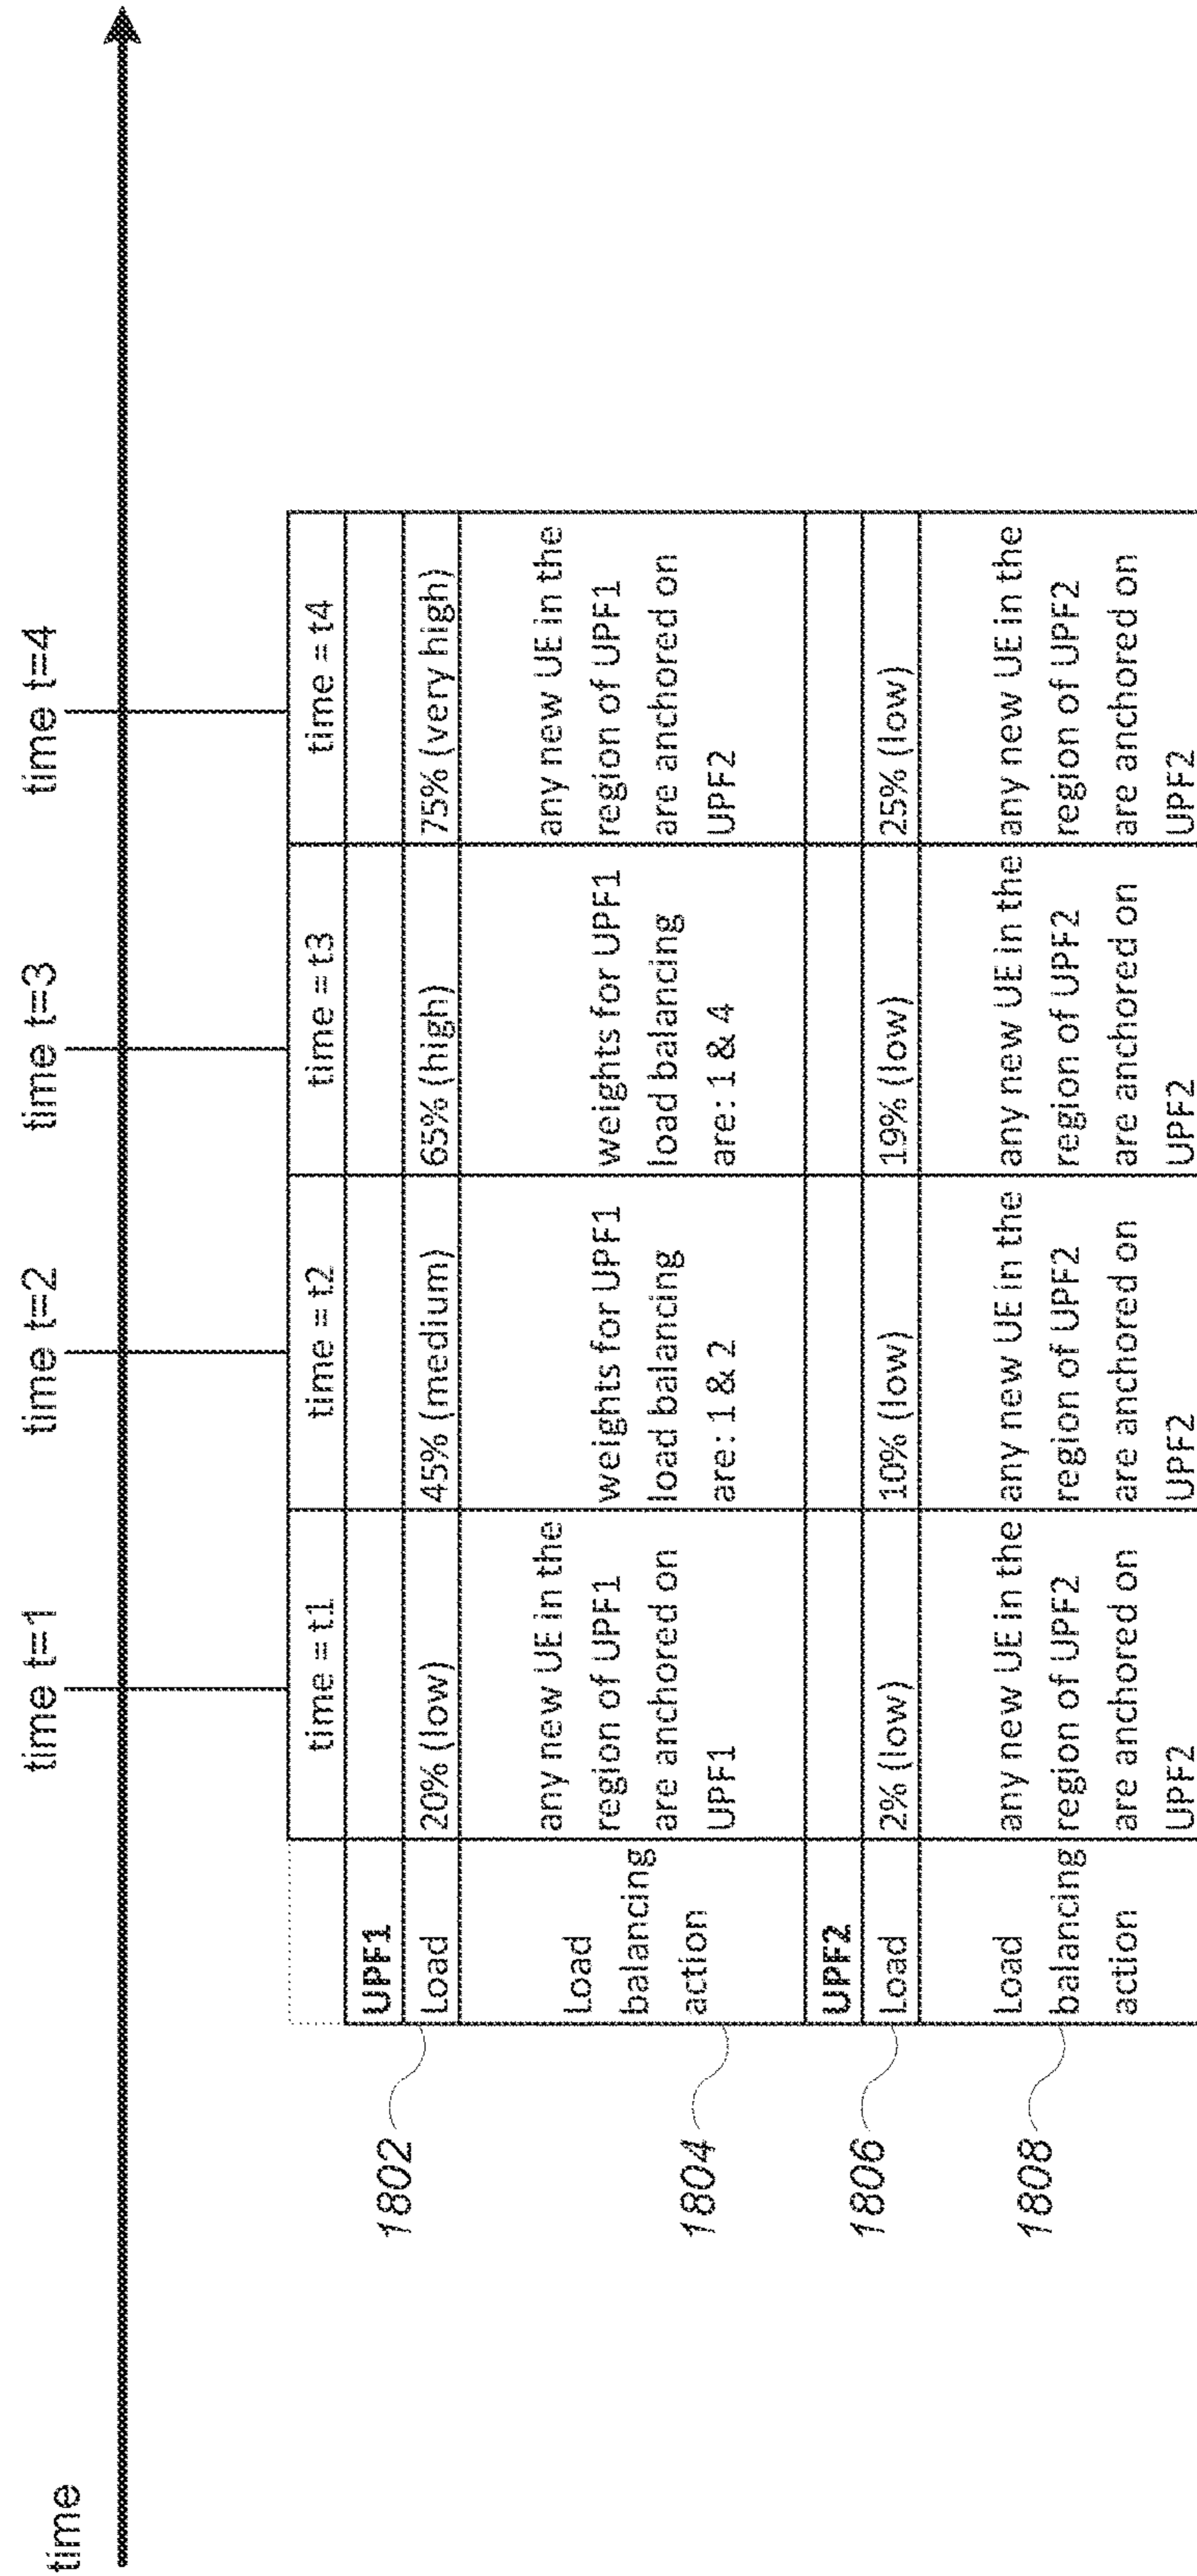 time
time t=1
time t=2
time t=3
time t=4
time = t1
time = t2
time = t3
time = t4
UPF1
1802
Load
20% (low)
45% (medium)
65% (high)
75% (very high)
1804
Load
balancing
action
any new UE in the
region of UPF1
are anchored on
UPF1
weights for UPF1
load balancing
are: 1 & 2
weights for UPF1
load balancing
are: 1 & 4
any new UE in the
region of UPF1
are anchored on
UPF2
UPF2
1806
Load
2% (low)
10% (low)
19% (low)
25% (low)
1808
Load
balancing
action
any new UE in the
region of UPF2
are anchored on
UPF2
any new UE in the
region of UPF2
are anchored on
UPF2
any new UE in the
region of UPF2
are anchored on
UPF2
any new UE in the
region of UPF2
are anchored on
UPF2